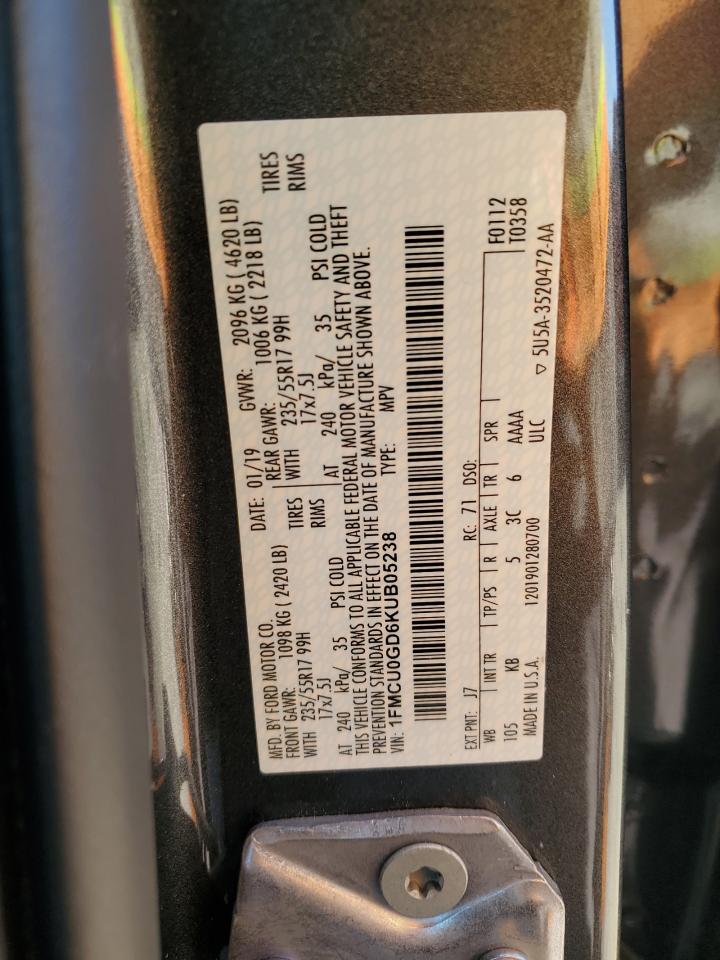 MFD. BY FORD MOTOR CO.
DATE: 01/19 GVWR: 2096 KG ( 4620 LB)
FRONT GAWR: 1098 KG ( 2420 LB) REAR GAWR: 1006 KG ( 2218 LB)
WITH 235/55R17 99H TIRES WITH 235/55R17 99H TIRES
17x7.5J RIMS 17x7.5J RIMS
AT 240 kPa/ 35 PSI COLD AT 240 kPa/ 35 PSI COLD
THIS VEHICLE CONFORMS TO ALL APPLICABLE FEDERAL MOTOR VEHICLE SAFETY AND THEFT
PREVENTION STANDARDS IN EFFECT ON THE DATE OF MANUFACTURE SHOWN ABOVE.
VIN: 1FMCU0GD6KUB05238 TYPE: MPV
EXT PNT: J7 RC: 71 DSO: F0112
WB INT TR TP/PS R AXLE TR SPR T0358
105 KB 5 3C 6 AAAA
MADE IN U.S.A. 1201901280700 ULC
▽ 5U5A-3520472-AA